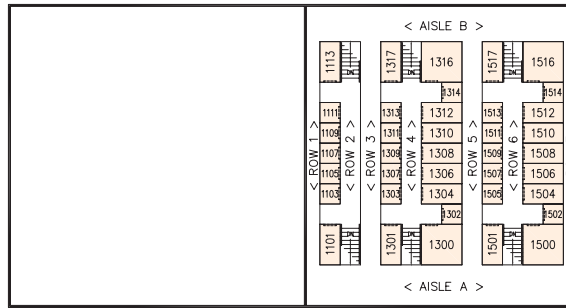 < AISLE B >
1113 1317 1316 1517 1516
1314 1514
1111 1313 1312 1513 1512
1109 1311 1310 1511 1510
1107 1309 1308 1509 1508
1105 1307 1306 1507 1506
1103 1303 1304 1505 1504
1302 1502
1101 1301 1300 1501 1500
< ROW 1 >
< ROW 2 >
< ROW 3 >
< ROW 4 >
< ROW 5 >
< ROW 6 >
< AISLE A >